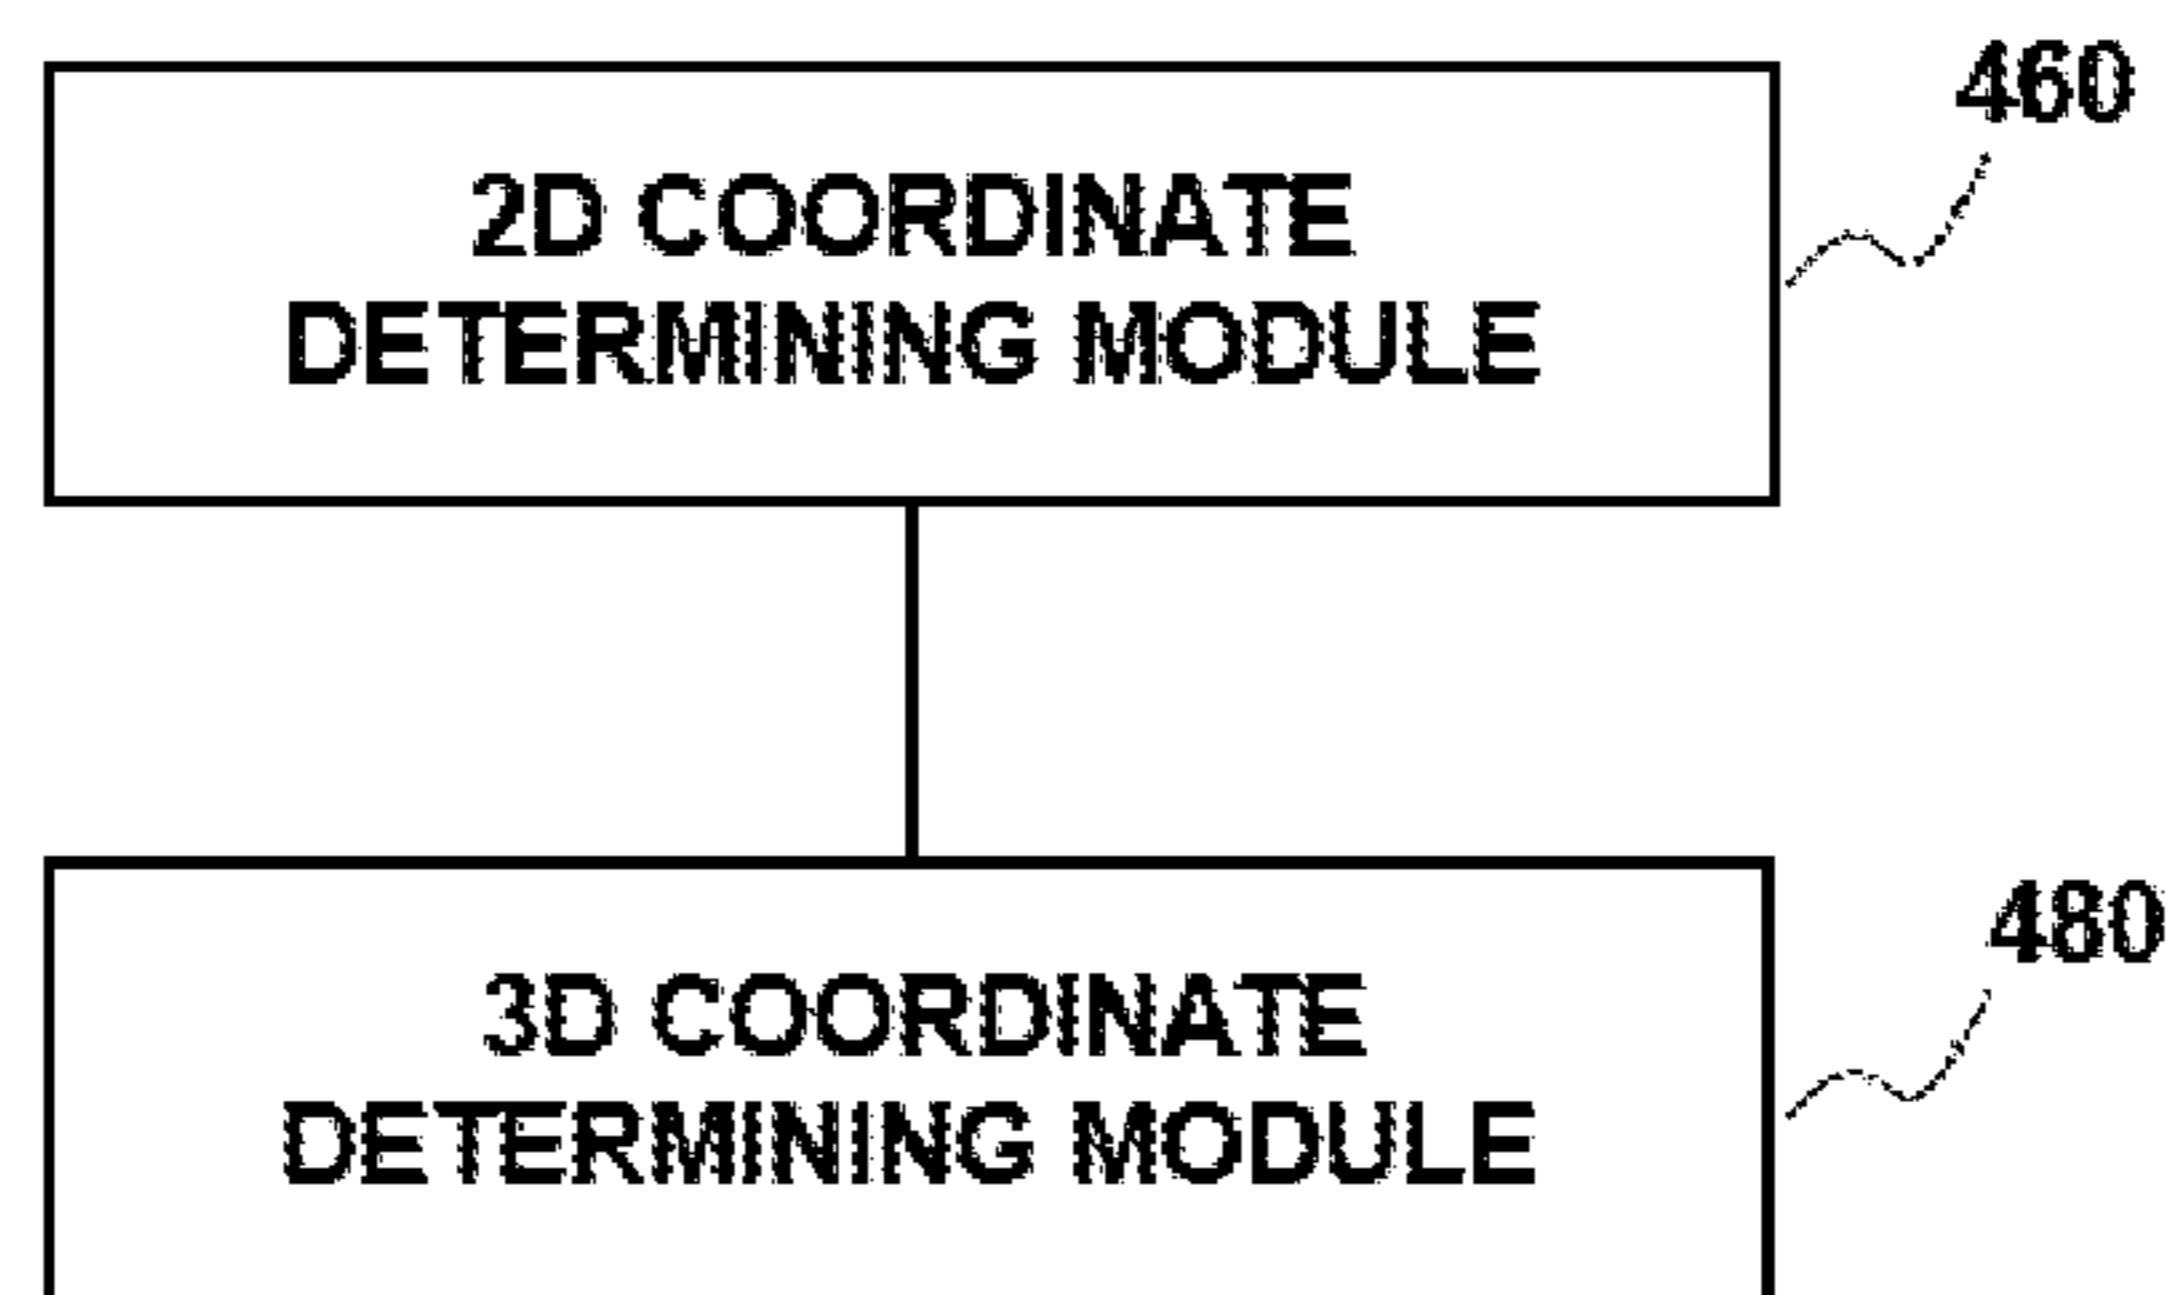 460
2D COORDINATE
DETERMINING MODULE
480
3D COORDINATE
DETERMINING MODULE